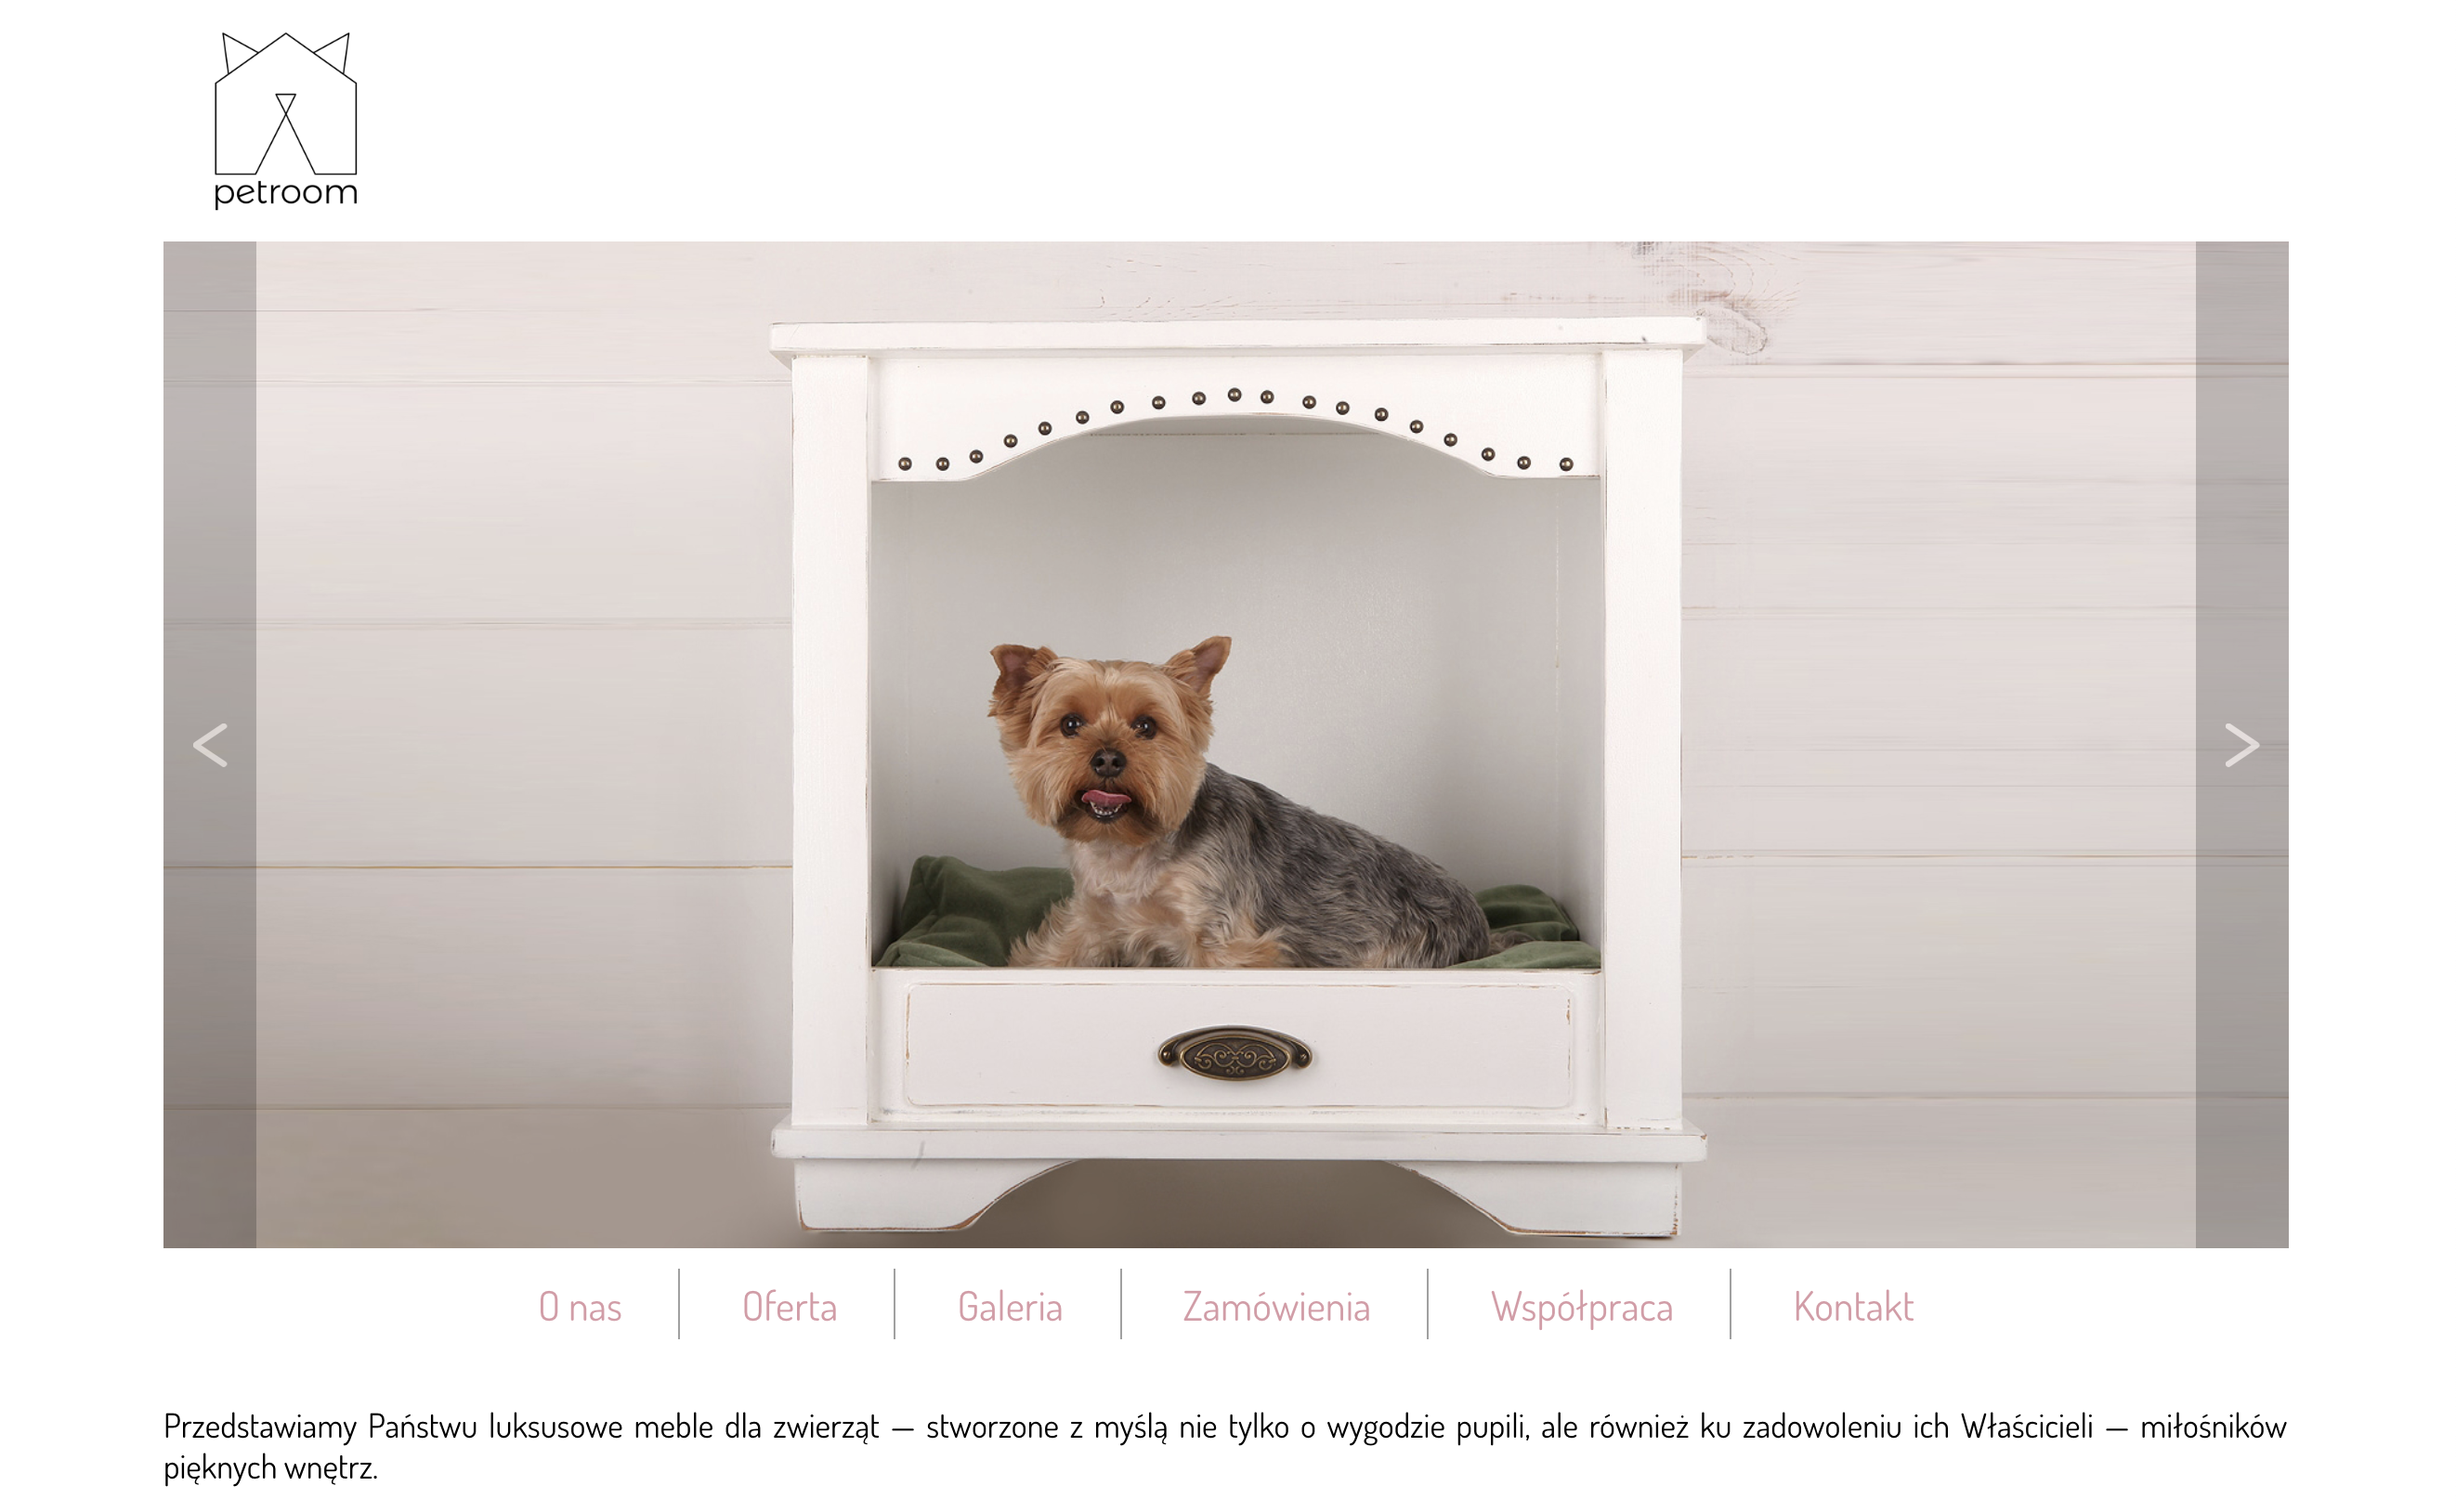 petroom
O nas
Oferta
Galeria
Zamówienia
Współpraca
Kontakt
Przedstawiamy Państwu luksusowe meble dla zwierząt — stworzone z myślą nie tylko o wygodzie pupili, ale również ku zadowoleniu ich Właścicieli — miłośników
pięknych wnętrz.